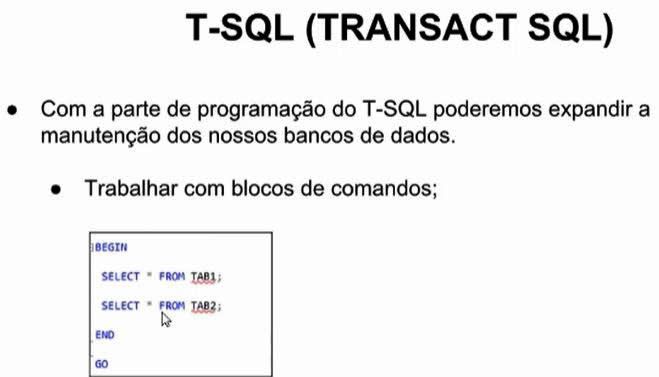 T-SQL (TRANSACT SQL)
● Com a parte de programação do T-SQL poderemos expandir a
manutenção dos nossos bancos de dados.
● Trabalhar com blocos de comandos;
BEGIN
SELECT * FROM TAB1;
SELECT * FROM TAB2;
END
GO